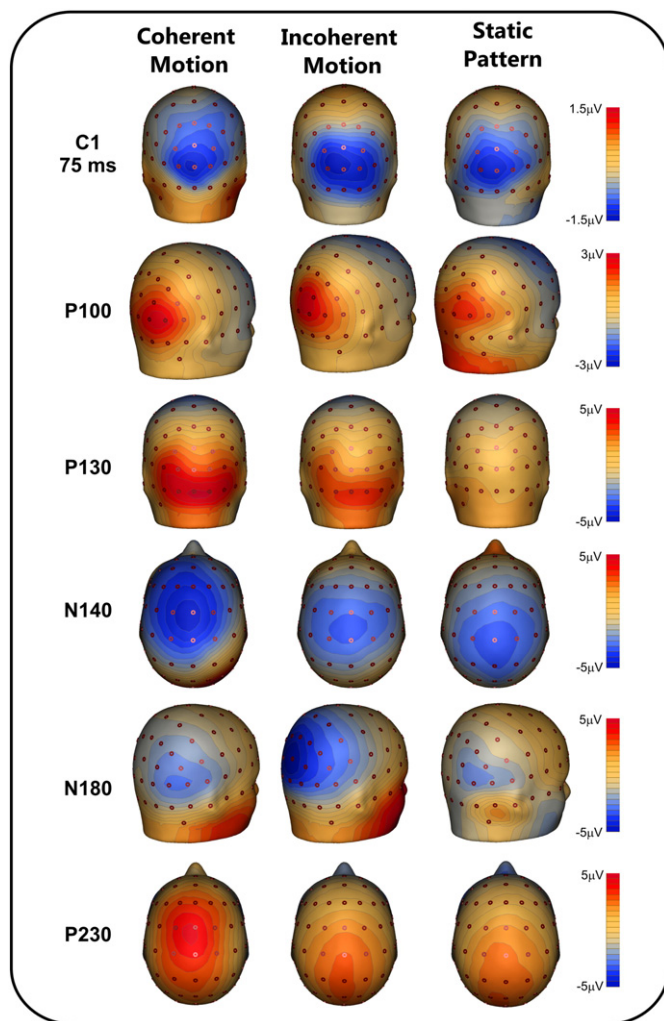 Coherent Motion
Incoherent Motion
Static Pattern
C1
75 ms
1.5µV
-1.5µV
P100
3µV
-3µV
P130
5µV
-5µV
N140
5µV
-5µV
N180
5µV
-5µV
P230
5µV
-5µV